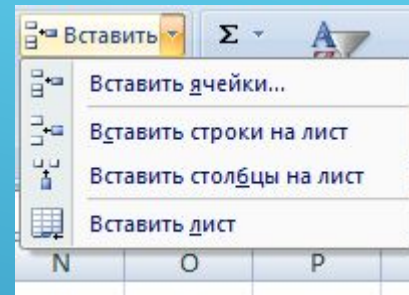 Вставить Σ
Вставить ячейки...
Вставить строки на лист
Вставить столбцы на лист
Вставить лист
N O P